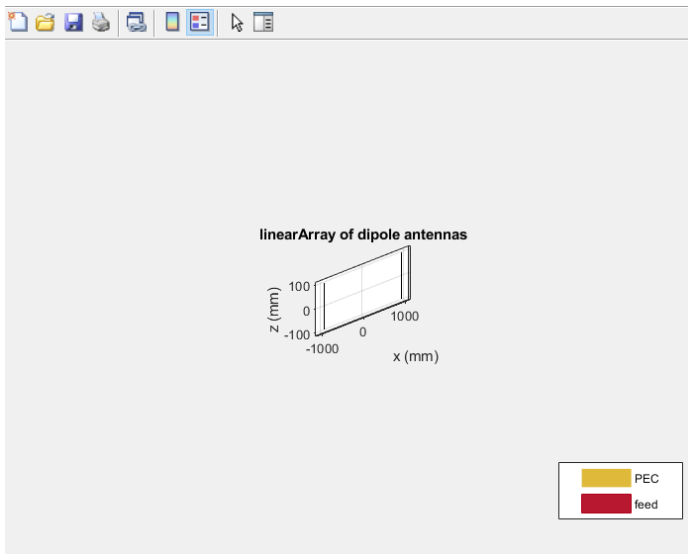 linearArray of dipole antennas
100
0
-100
z (mm)
-1000
0
1000
x (mm)
PEC
feed